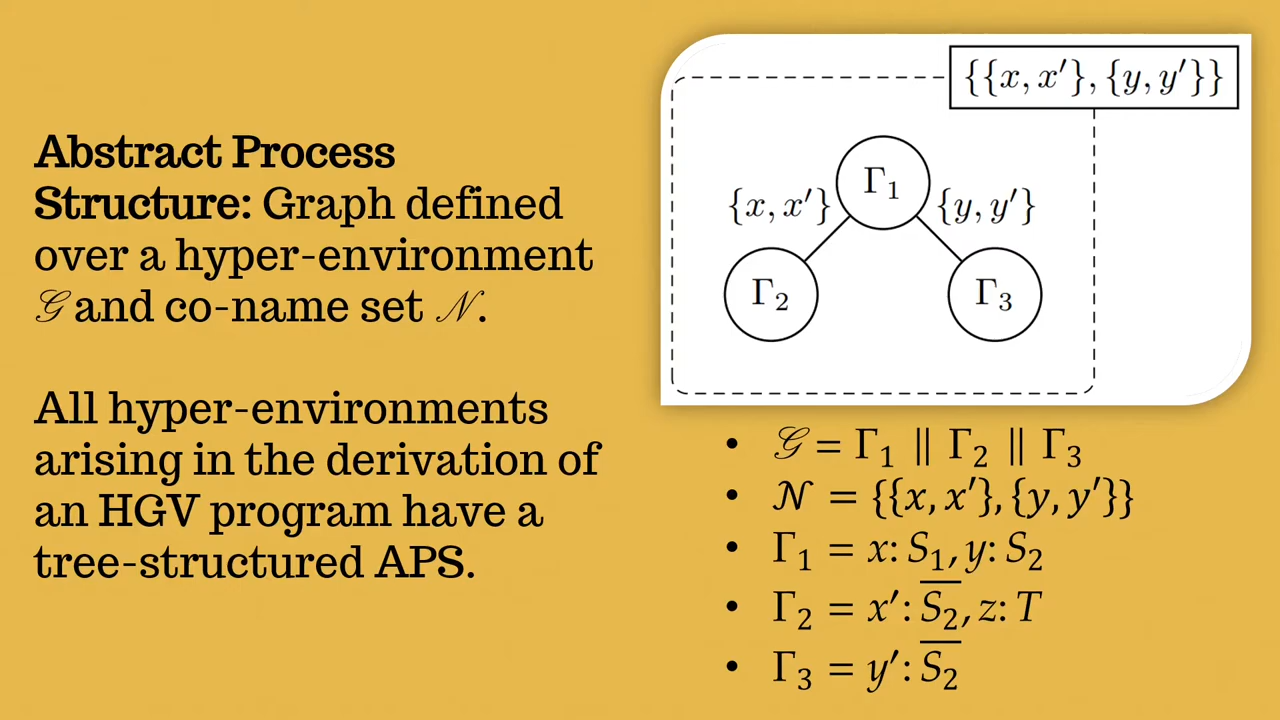 Abstract Process
Structure: Graph defined
over a hyper-environment
𝒢 and co-name set 𝒩.
All hyper-environments
arising in the derivation of
an HGV program have a
tree-structured APS.
{{x, x′}, {y, y′}}
Γ₁
{x, x′}
{y, y′}
Γ₂
Γ₃
• 𝒢 = Γ₁ ∥ Γ₂ ∥ Γ₃
• 𝒩 = {{x, x′}, {y, y′}}
• Γ₁ = x: S₁, y: S₂
• Γ₂ = x′: S̅₂̅, z: T
• Γ₃ = y′: S̅₂̅